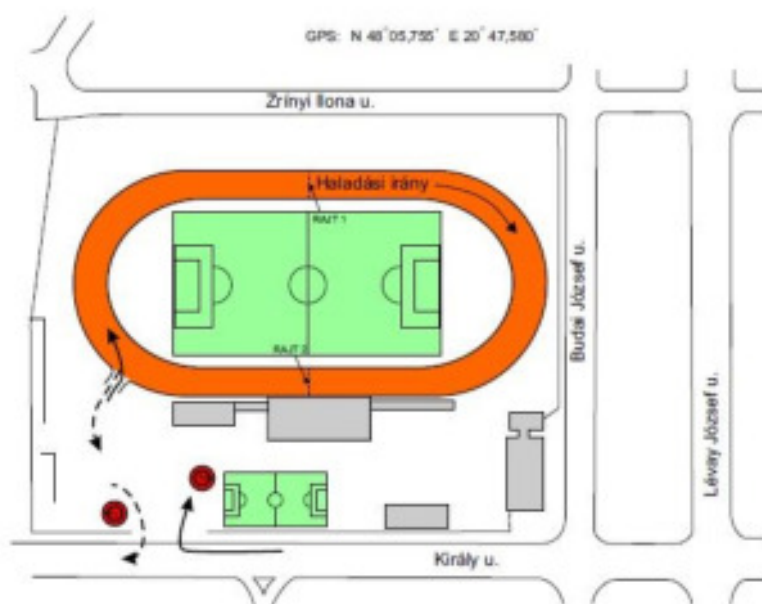 GPS: N 48°05,755' E 20°47,580'
Zrínyi Ilona u.
Haladási irány
RAJT 1
Budai József u.
RAJT 2
Lévay József u.
Király u.